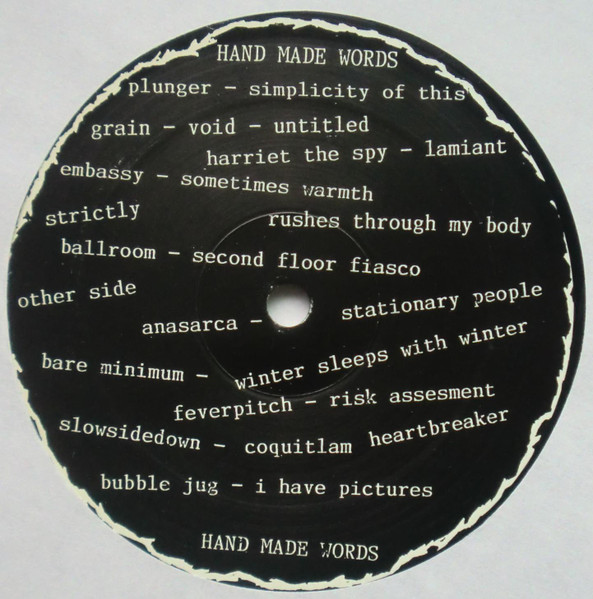 HAND MADE WORDS
plunger - simplicity of this
grain - void - untitled
harriet the spy - lamiant
embassy - sometimes warmth
strictly
rushes through my body
ballroom - second floor fiasco
other side
anasarca - stationary people
bare minimum - winter sleeps with winter
feverpitch - risk assesment
slowsidedown - coquitlam heartbreaker
bubble jug - i have pictures
HAND MADE WORDS